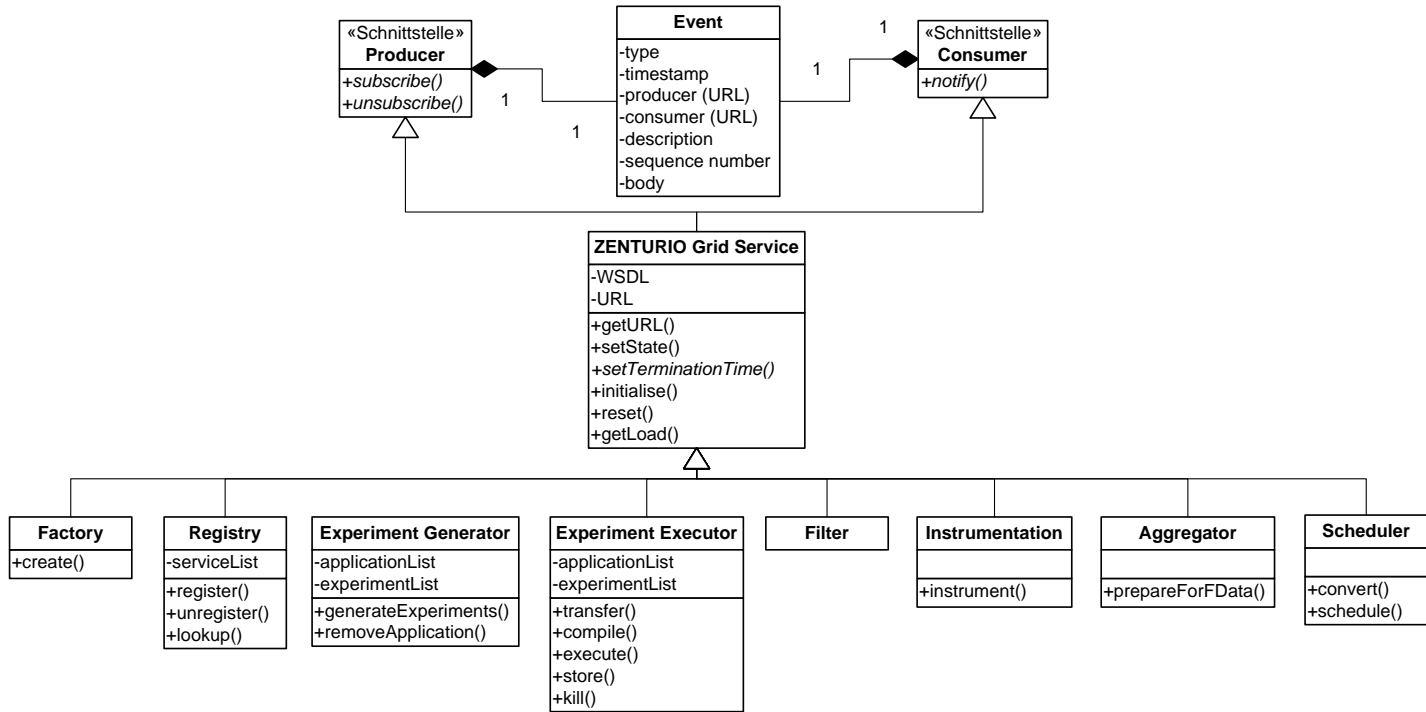 «Schnittstelle»
Producer
+subscribe()
+unsubscribe()
1
1
Event
-type
-timestamp
-producer (URL)
-consumer (URL)
-description
-sequence number
-body
1
1
«Schnittstelle»
Consumer
+notify()
ZENTURIO Grid Service
-WSDL
-URL
+getURL()
+setState()
+setTerminationTime()
+initialise()
+reset()
+getLoad()
Factory
+create()
Registry
-serviceList
+register()
+unregister()
+lookup()
Experiment Generator
-applicationList
-experimentList
+generateExperiments()
+removeApplication()
Experiment Executor
-applicationList
-experimentList
+transfer()
+compile()
+execute()
+store()
+kill()
Filter
Instrumentation
+instrument()
Aggregator
+prepareForFData()
Scheduler
+convert()
+schedule()